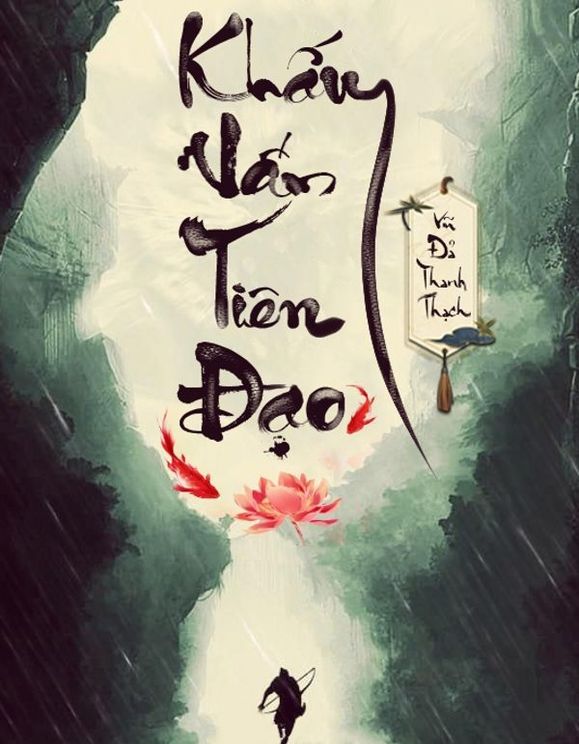 Khấu
Vấn
Tiên
Đạo
Vũ
Đả
Thanh
Thạch